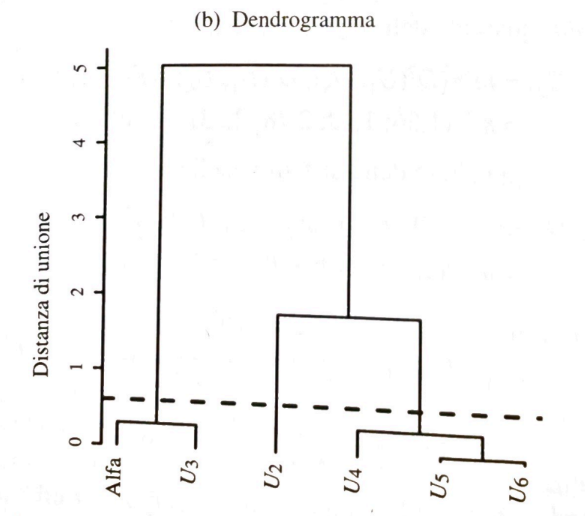 (b) Dendrogramma
Distanza di unione
5
4
3
2
1
0
Alfa
U3
U2
U4
U5
U6